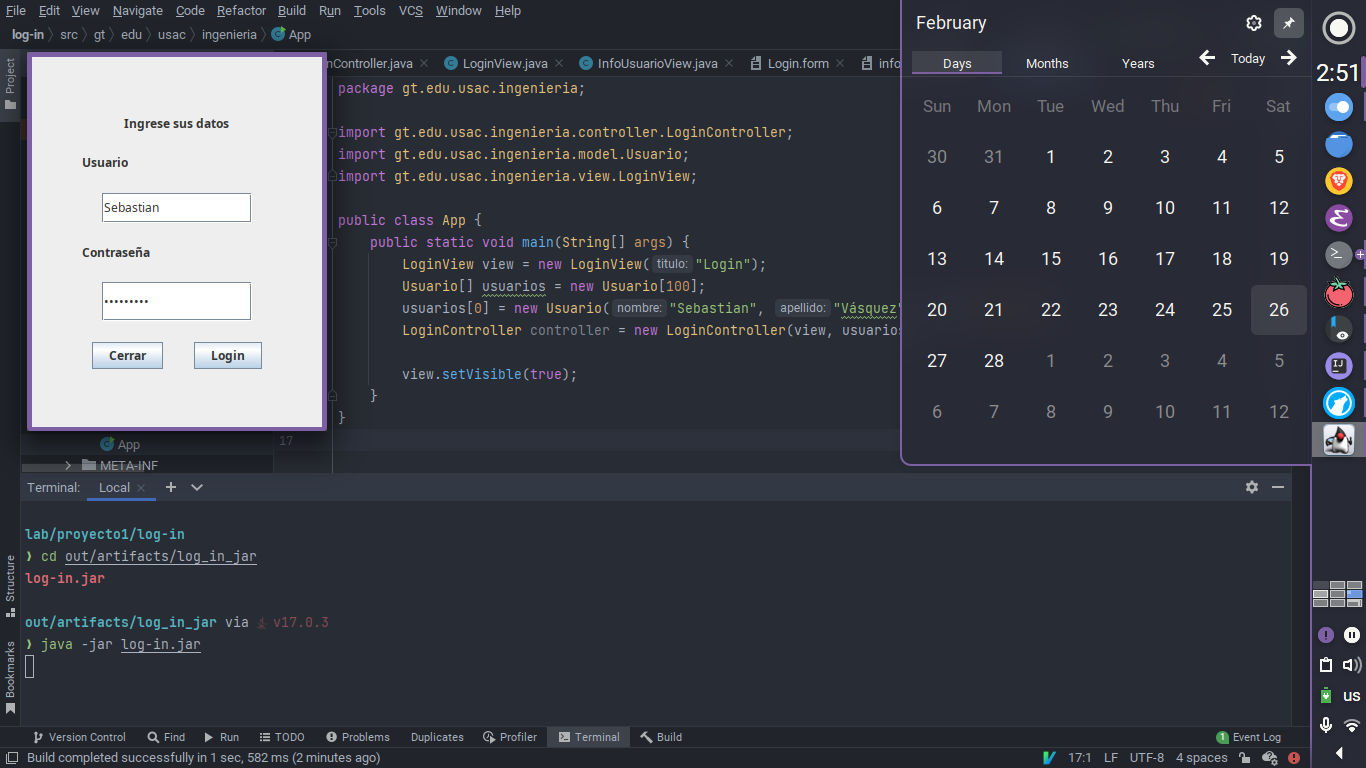 File Edit View Navigate Code Refactor Build Run Tools VCS Window Help
log-in src gt edu usac ingenieria App
Project
nController.java LoginView.java InfoUsuarioView.java Login.form
Ingrese sus datos
Usuario
Sebastian
Contraseña
•••••••••
Cerrar Login
package gt.edu.usac.ingenieria;
import gt.edu.usac.ingenieria.controller.LoginController;
import gt.edu.usac.ingenieria.model.Usuario;
import gt.edu.usac.ingenieria.view.LoginView;
public class App {
public static void main(String[] args) {
LoginView view = new LoginView( titulo: "Login");
Usuario[] usuarios = new Usuario[100];
usuarios[0] = new Usuario( nombre: "Sebastian", apellido: "Vásquez"
LoginController controller = new LoginController(view, usuarios
view.setVisible(true);
}
}
17
App
META-INF
February
Days Months Years Today
Sun Mon Tue Wed Thu Fri Sat
30 31 1 2 3 4 5
6 7 8 9 10 11 12
13 14 15 16 17 18 19
20 21 22 23 24 25 26
27 28 1 2 3 4 5
6 7 8 9 10 11 12
2:51
IJ
us
Terminal: Local
lab/proyecto1/log-in
❯ cd out/artifacts/log_in_jar
log-in.jar
out/artifacts/log_in_jar via v17.0.3
❯ java -jar log-in.jar
Structure
Bookmarks
Version Control Find Run TODO Problems Duplicates Profiler Terminal Build 1 Event Log
Build completed successfully in 1 sec, 582 ms (2 minutes ago) 17:1 LF UTF-8 4 spaces